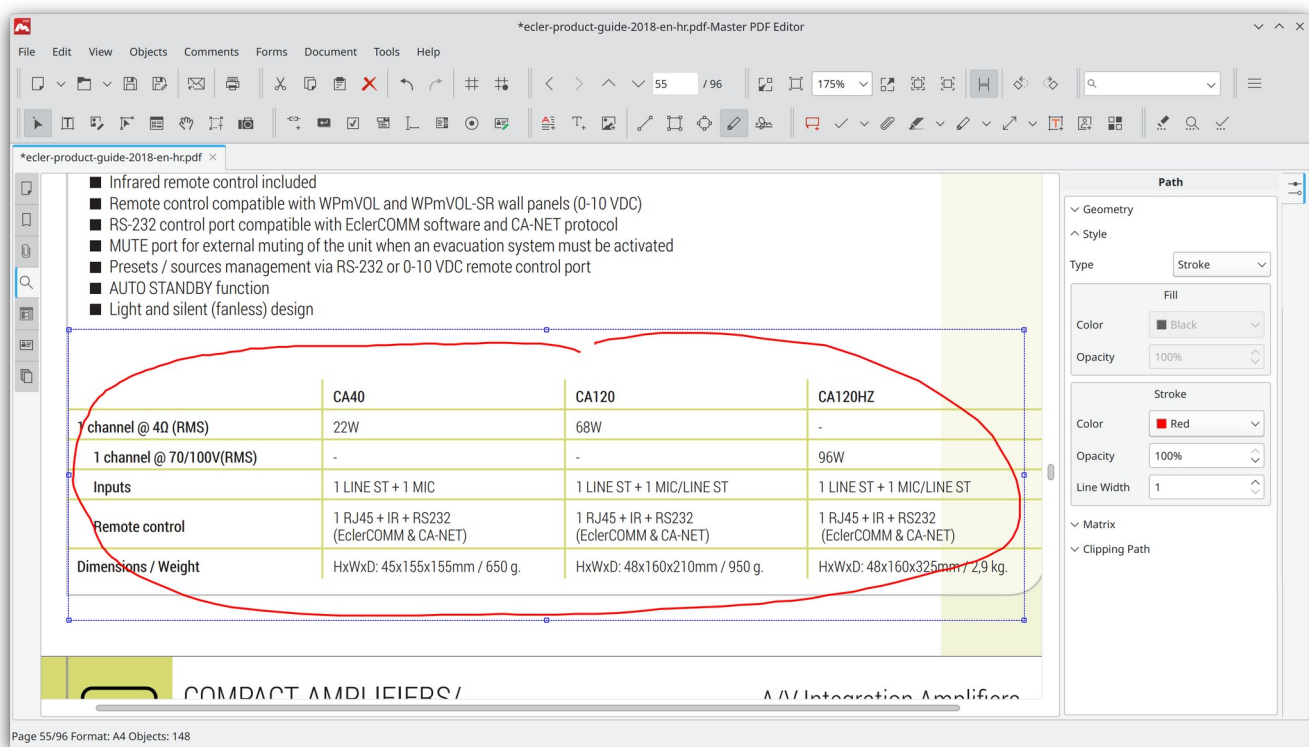 *ecler-product-guide-2018-en-hr.pdf-Master PDF Editor
File Edit View Objects Comments Forms Document Tools Help
55 / 96 175%
*ecler-product-guide-2018-en-hr.pdf
Infrared remote control included
Remote control compatible with WPmVOL and WPmVOL-SR wall panels (0-10 VDC)
RS-232 control port compatible with EclerCOMM software and CA-NET protocol
MUTE port for external muting of the unit when an evacuation system must be activated
Presets / sources management via RS-232 or 0-10 VDC remote control port
AUTO STANDBY function
Light and silent (fanless) design
CA40 CA120 CA120HZ
1 channel @ 4Ω (RMS) 22W 68W -
1 channel @ 70/100V(RMS) - - 96W
Inputs 1 LINE ST + 1 MIC 1 LINE ST + 1 MIC/LINE ST 1 LINE ST + 1 MIC/LINE ST
Remote control 1 RJ45 + IR + RS232 1 RJ45 + IR + RS232 1 RJ45 + IR + RS232
(EclerCOMM & CA-NET) (EclerCOMM & CA-NET) (EclerCOMM & CA-NET)
Dimensions / Weight HxWxD: 45x155x155mm / 650 g. HxWxD: 48x160x210mm / 950 g. HxWxD: 48x160x325mm / 2,9 kg.
COMPACT AMPLIFIERS/ A/V Integration Amplifiers
Path
Geometry
Style
Type Stroke
Fill
Color Black
Opacity 100%
Stroke
Color Red
Opacity 100%
Line Width 1
Matrix
Clipping Path
Page 55/96 Format: A4 Objects: 148